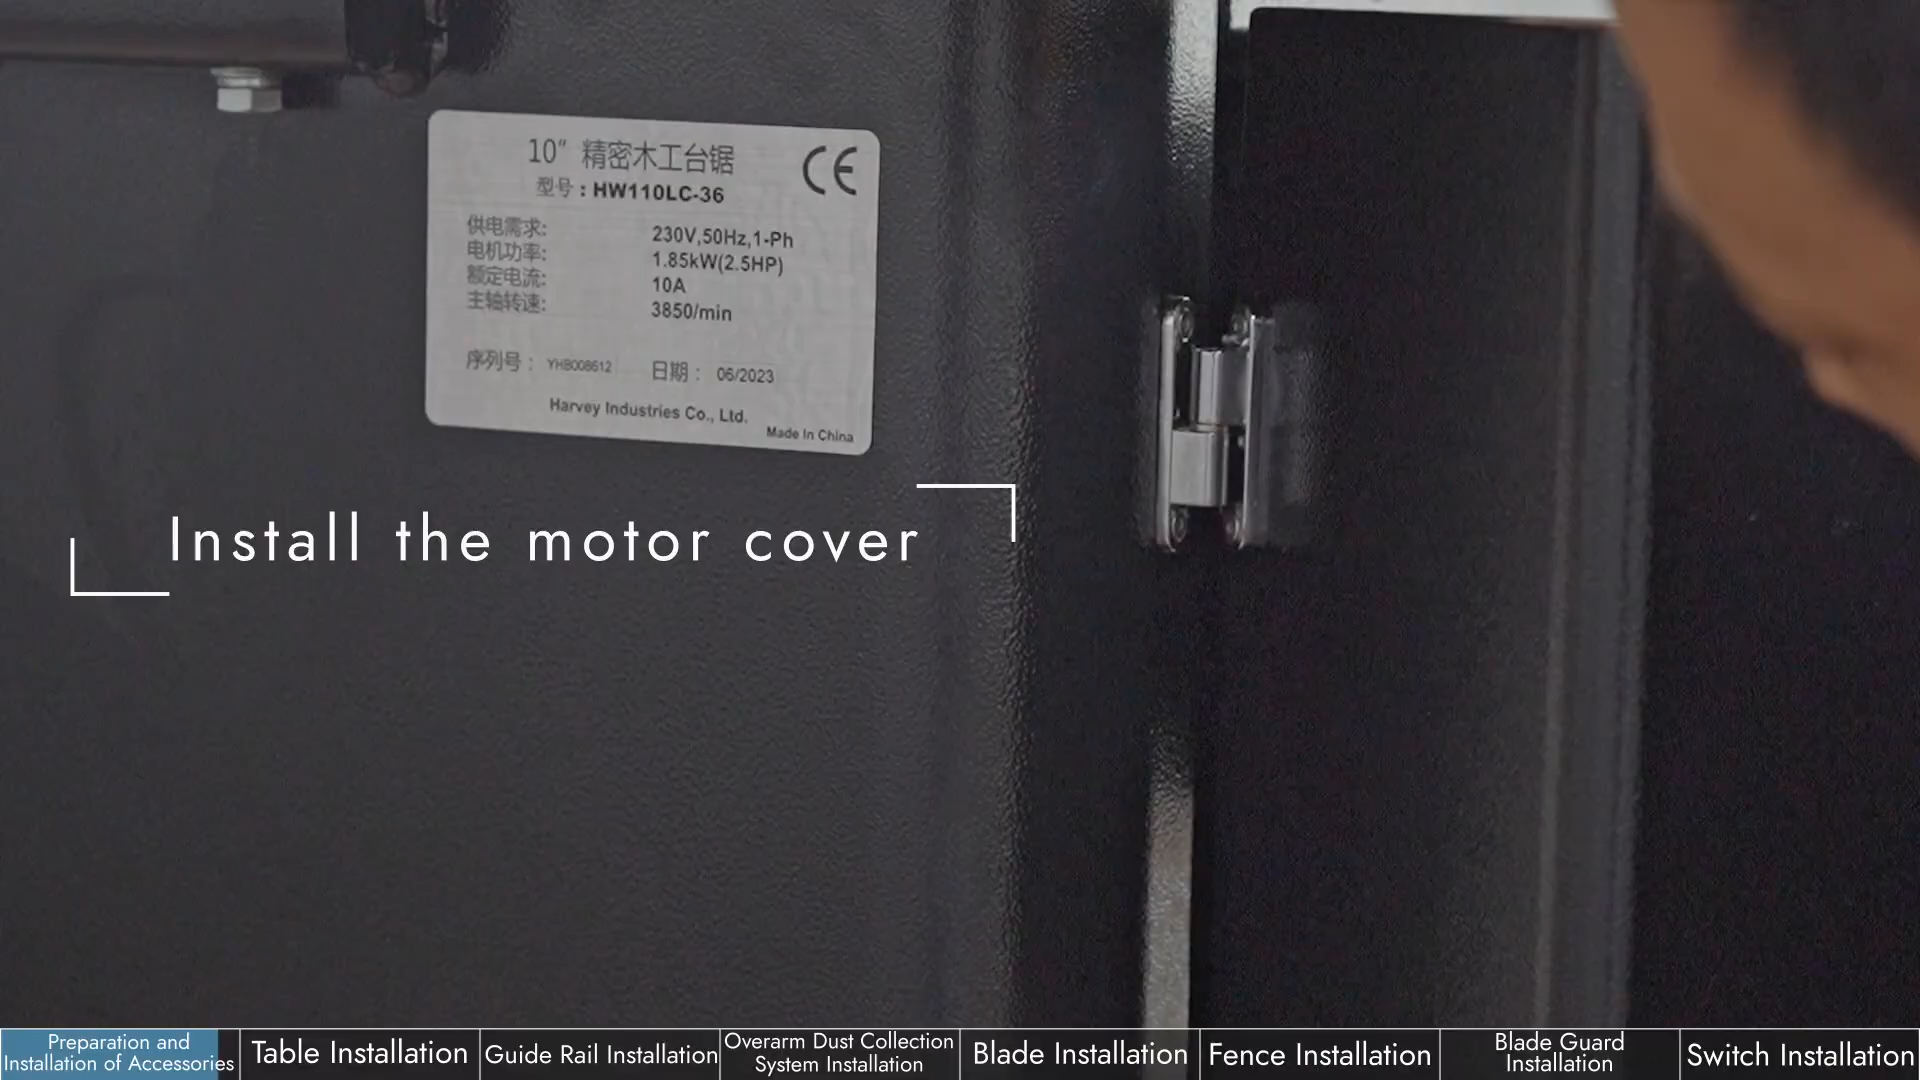 10" 精密木工台锯
CE
型号：HW110LC-36
供电需求: 230V,50Hz,1-Ph
电机功率: 1.85kW(2.5HP)
额定电流: 10A
主轴转速: 3850/min
序列号： YH8008612 日期： 06/2023
Harvey Industries Co., Ltd.
Made In China
Install the motor cover
Preparation and
Installation of Accessories
Table Installation
Guide Rail Installation
Overarm Dust Collection
System Installation
Blade Installation
Fence Installation
Blade Guard
Installation
Switch Installation